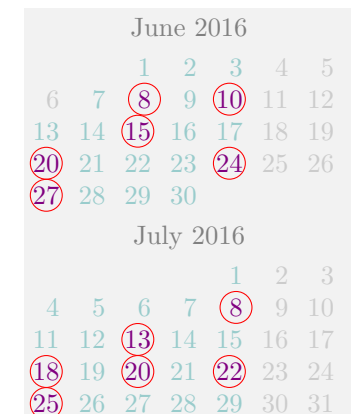 June 2016
1 2 3 4 5
6 7 8 9 10 11 12
13 14 15 16 17 18 19
20 21 22 23 24 25 26
27 28 29 30
July 2016
1 2 3
4 5 6 7 8 9 10
11 12 13 14 15 16 17
18 19 20 21 22 23 24
25 26 27 28 29 30 31